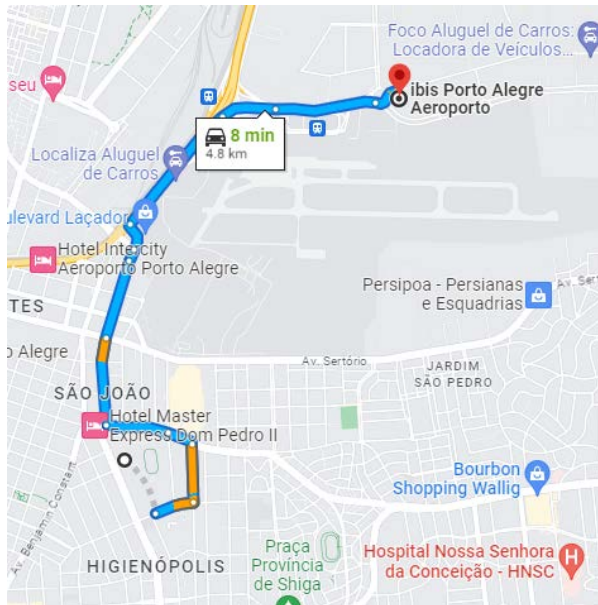 Foco Aluguel de Carros:
Locadora de Veículos...
seu
ibis Porto Alegre
Aeroporto
8 min
4.8 km
Localiza Aluguel
de Carros
ulevard Laçador
Hotel Intercity
Aeroporto Porto Alegre
Persipoa - Persianas
e Esquadrias
Av. Ser
TES
o Alegre
Av. Sertório
JARDIM
SÃO PEDRO
SÃO JOÃO
Hotel Master
Express Dom Pedro II
Bourbon
Shopping Wallig
Av. Benjamin Constant
Praça
Província
de Shiga
Hospital Nossa Senhora
da Conceição - HNSC
H
HIGIENÓPOLIS